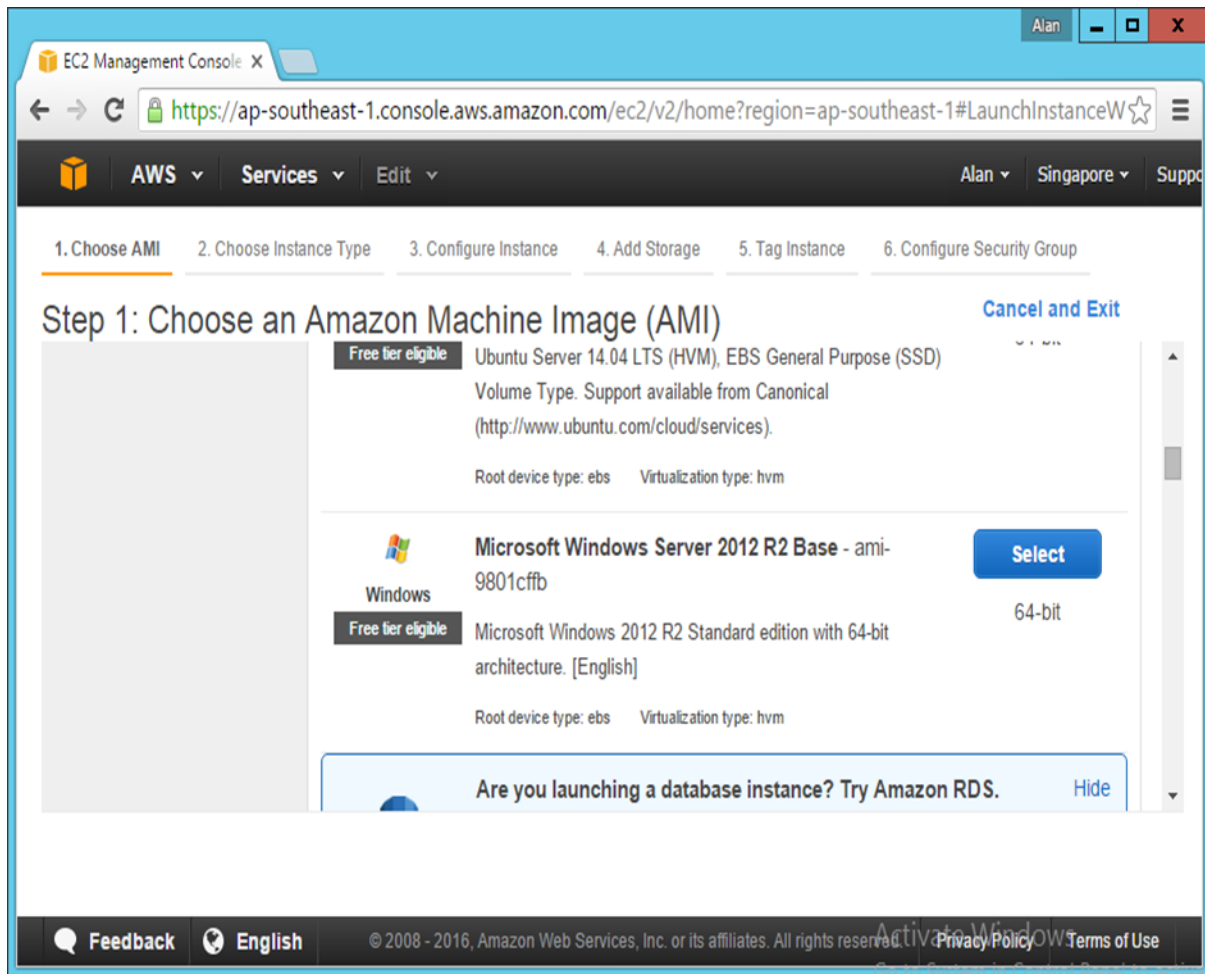 Alan
EC2 Management Console
https://ap-southeast-1.console.aws.amazon.com/ec2/v2/home?region=ap-southeast-1#LaunchInstanceW
AWS Services Edit Alan Singapore Suppo
1. Choose AMI 2. Choose Instance Type 3. Configure Instance 4. Add Storage 5. Tag Instance 6. Configure Security Group
Step 1: Choose an Amazon Machine Image (AMI) Cancel and Exit
Free tier eligible Ubuntu Server 14.04 LTS (HVM), EBS General Purpose (SSD)
Volume Type. Support available from Canonical
(http://www.ubuntu.com/cloud/services).
Root device type: ebs Virtualization type: hvm
Microsoft Windows Server 2012 R2 Base - ami-
9801cffb
Select
Windows
64-bit
Free tier eligible Microsoft Windows 2012 R2 Standard edition with 64-bit
architecture. [English]
Root device type: ebs Virtualization type: hvm
Are you launching a database instance? Try Amazon RDS. Hide
Feedback English © 2008 - 2016, Amazon Web Services, Inc. or its affiliates. All rights reserved. Privacy Policy Terms of Use
Activate Windows